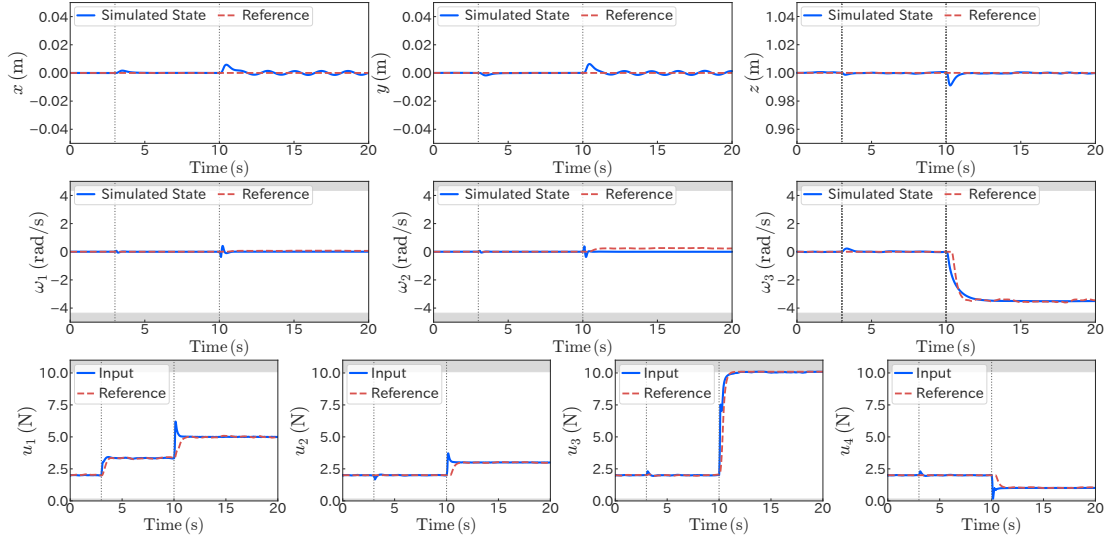 Simulated State Reference
0.04
0.02
0.00
−0.02
−0.04
x (m)
0 5 10 15 20
Time (s)
Simulated State Reference
0.04
0.02
0.00
−0.02
−0.04
y (m)
0 5 10 15 20
Time (s)
Simulated State Reference
1.04
1.02
1.00
0.98
0.96
z (m)
0 5 10 15 20
Time (s)
Simulated State Reference
4
2
0
−2
−4
ω1 (rad/s)
0 5 10 15 20
Time (s)
Simulated State Reference
4
2
0
−2
−4
ω2 (rad/s)
0 5 10 15 20
Time (s)
Simulated State Reference
4
2
0
−2
−4
ω3 (rad/s)
0 5 10 15 20
Time (s)
Input
Reference
10.0
7.5
5.0
2.5
0.0
u1 (N)
0 5 10 15 20
Time (s)
Input
Reference
10.0
7.5
5.0
2.5
0.0
u2 (N)
0 5 10 15 20
Time (s)
Input
Reference
10.0
7.5
5.0
2.5
0.0
u3 (N)
0 5 10 15 20
Time (s)
Input
Reference
10.0
7.5
5.0
2.5
0.0
u4 (N)
0 5 10 15 20
Time (s)